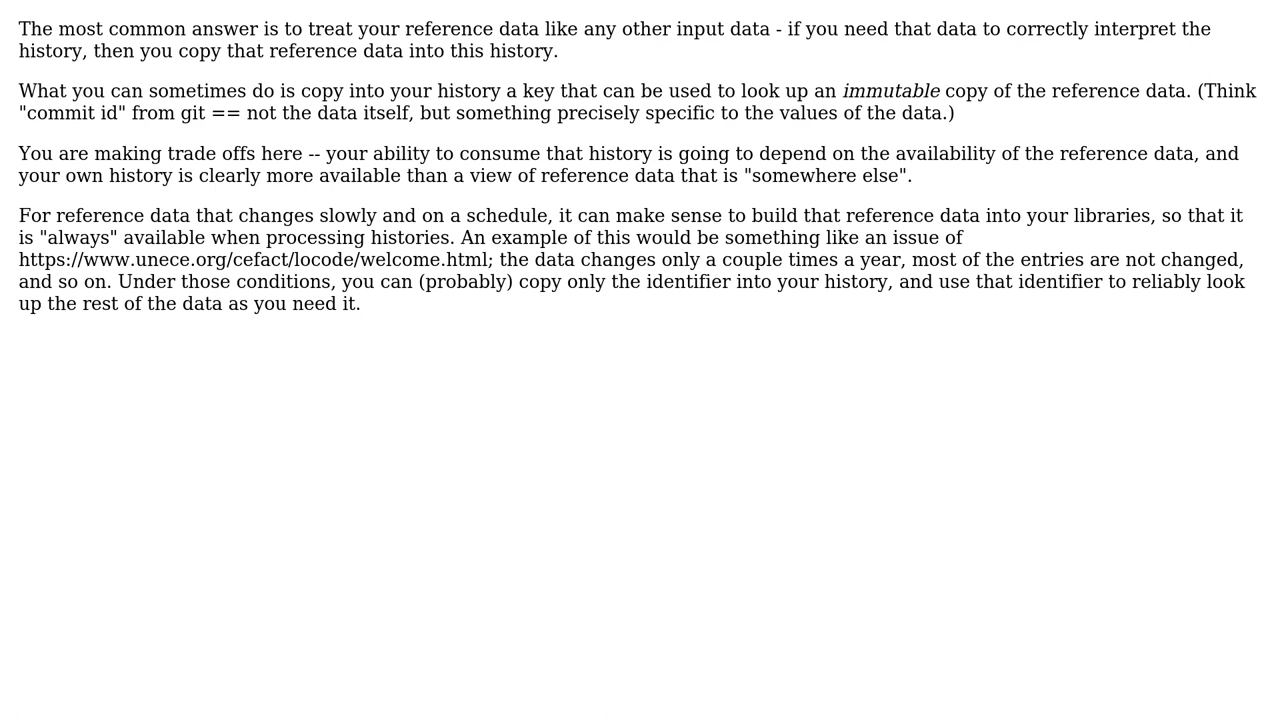 The most common answer is to treat your reference data like any other input data - if you need that data to correctly interpret the
history, then you copy that reference data into this history.
What you can sometimes do is copy into your history a key that can be used to look up an immutable copy of the reference data. (Think
"commit id" from git == not the data itself, but something precisely specific to the values of the data.)
You are making trade offs here -- your ability to consume that history is going to depend on the availability of the reference data, and
your own history is clearly more available than a view of reference data that is "somewhere else".
For reference data that changes slowly and on a schedule, it can make sense to build that reference data into your libraries, so that it
is "always" available when processing histories. An example of this would be something like an issue of
https://www.unece.org/cefact/locode/welcome.html; the data changes only a couple times a year, most of the entries are not changed,
and so on. Under those conditions, you can (probably) copy only the identifier into your history, and use that identifier to reliably look
up the rest of the data as you need it.